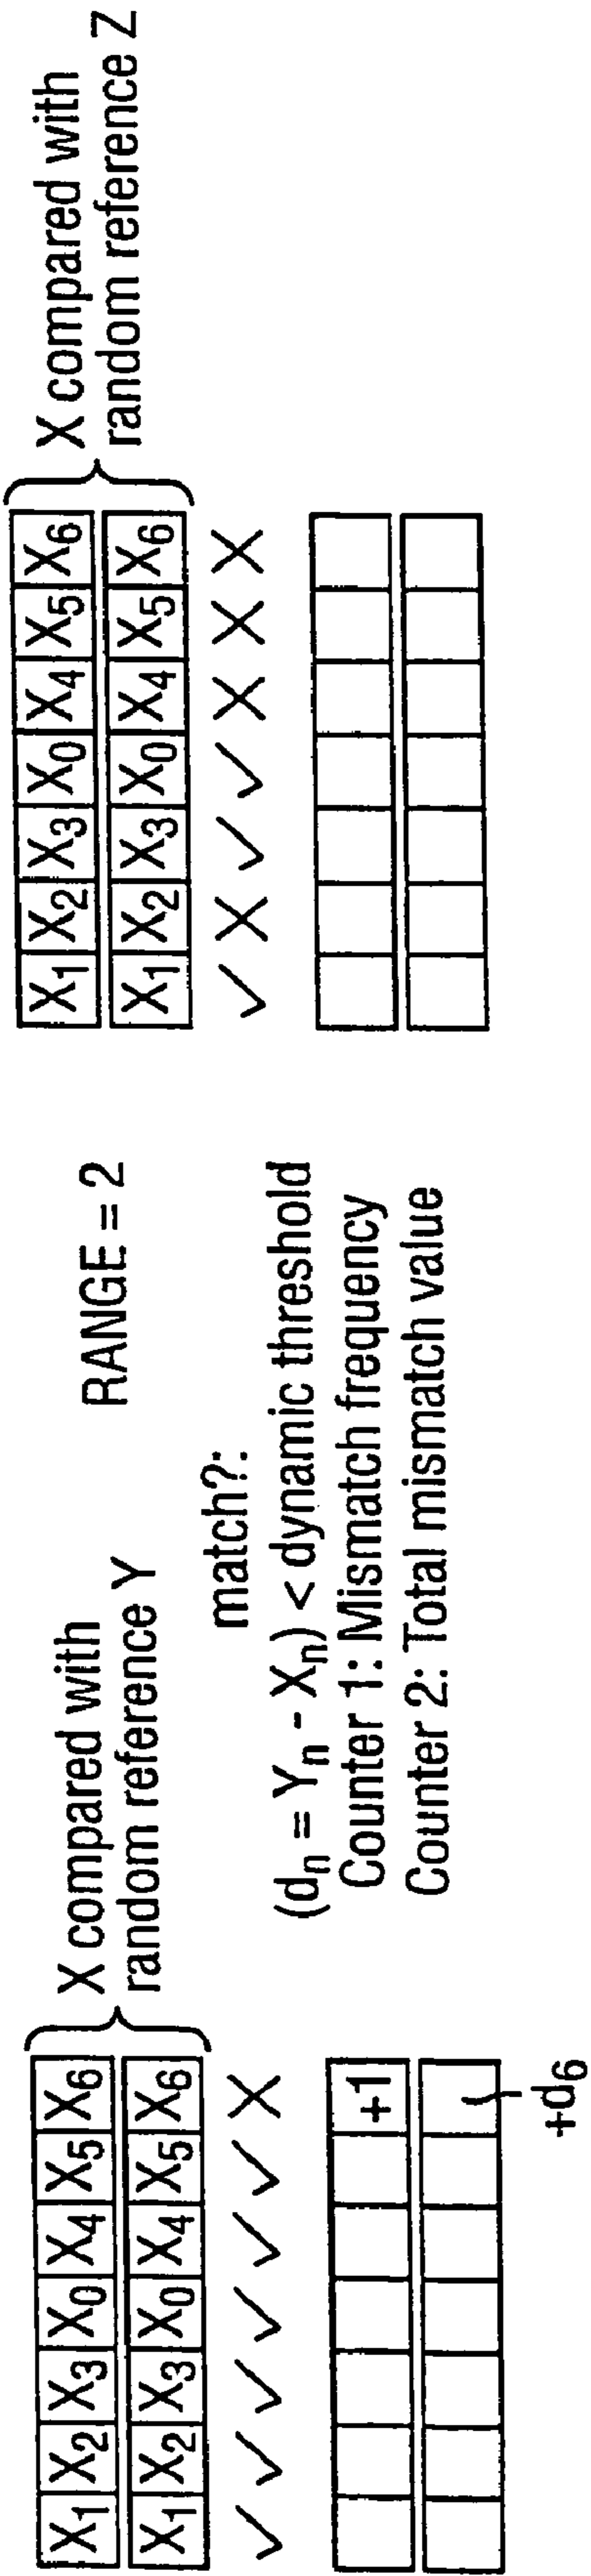 X1 X2 X3 X0 X4 X5 X6
X1 X2 X3 X0 X4 X5 X6
✓ ✓ ✓ ✓ ✓ ✓ X
+1
+d6
X compared with
random reference Y
RANGE = 2
match?:
(dn = Yn - Xn) < dynamic threshold
Counter 1: Mismatch frequency
Counter 2: Total mismatch value
X1 X2 X3 X0 X4 X5 X6
X1 X2 X3 X0 X4 X5 X6
✓ X ✓ ✓ X X X
X compared with
random reference Z